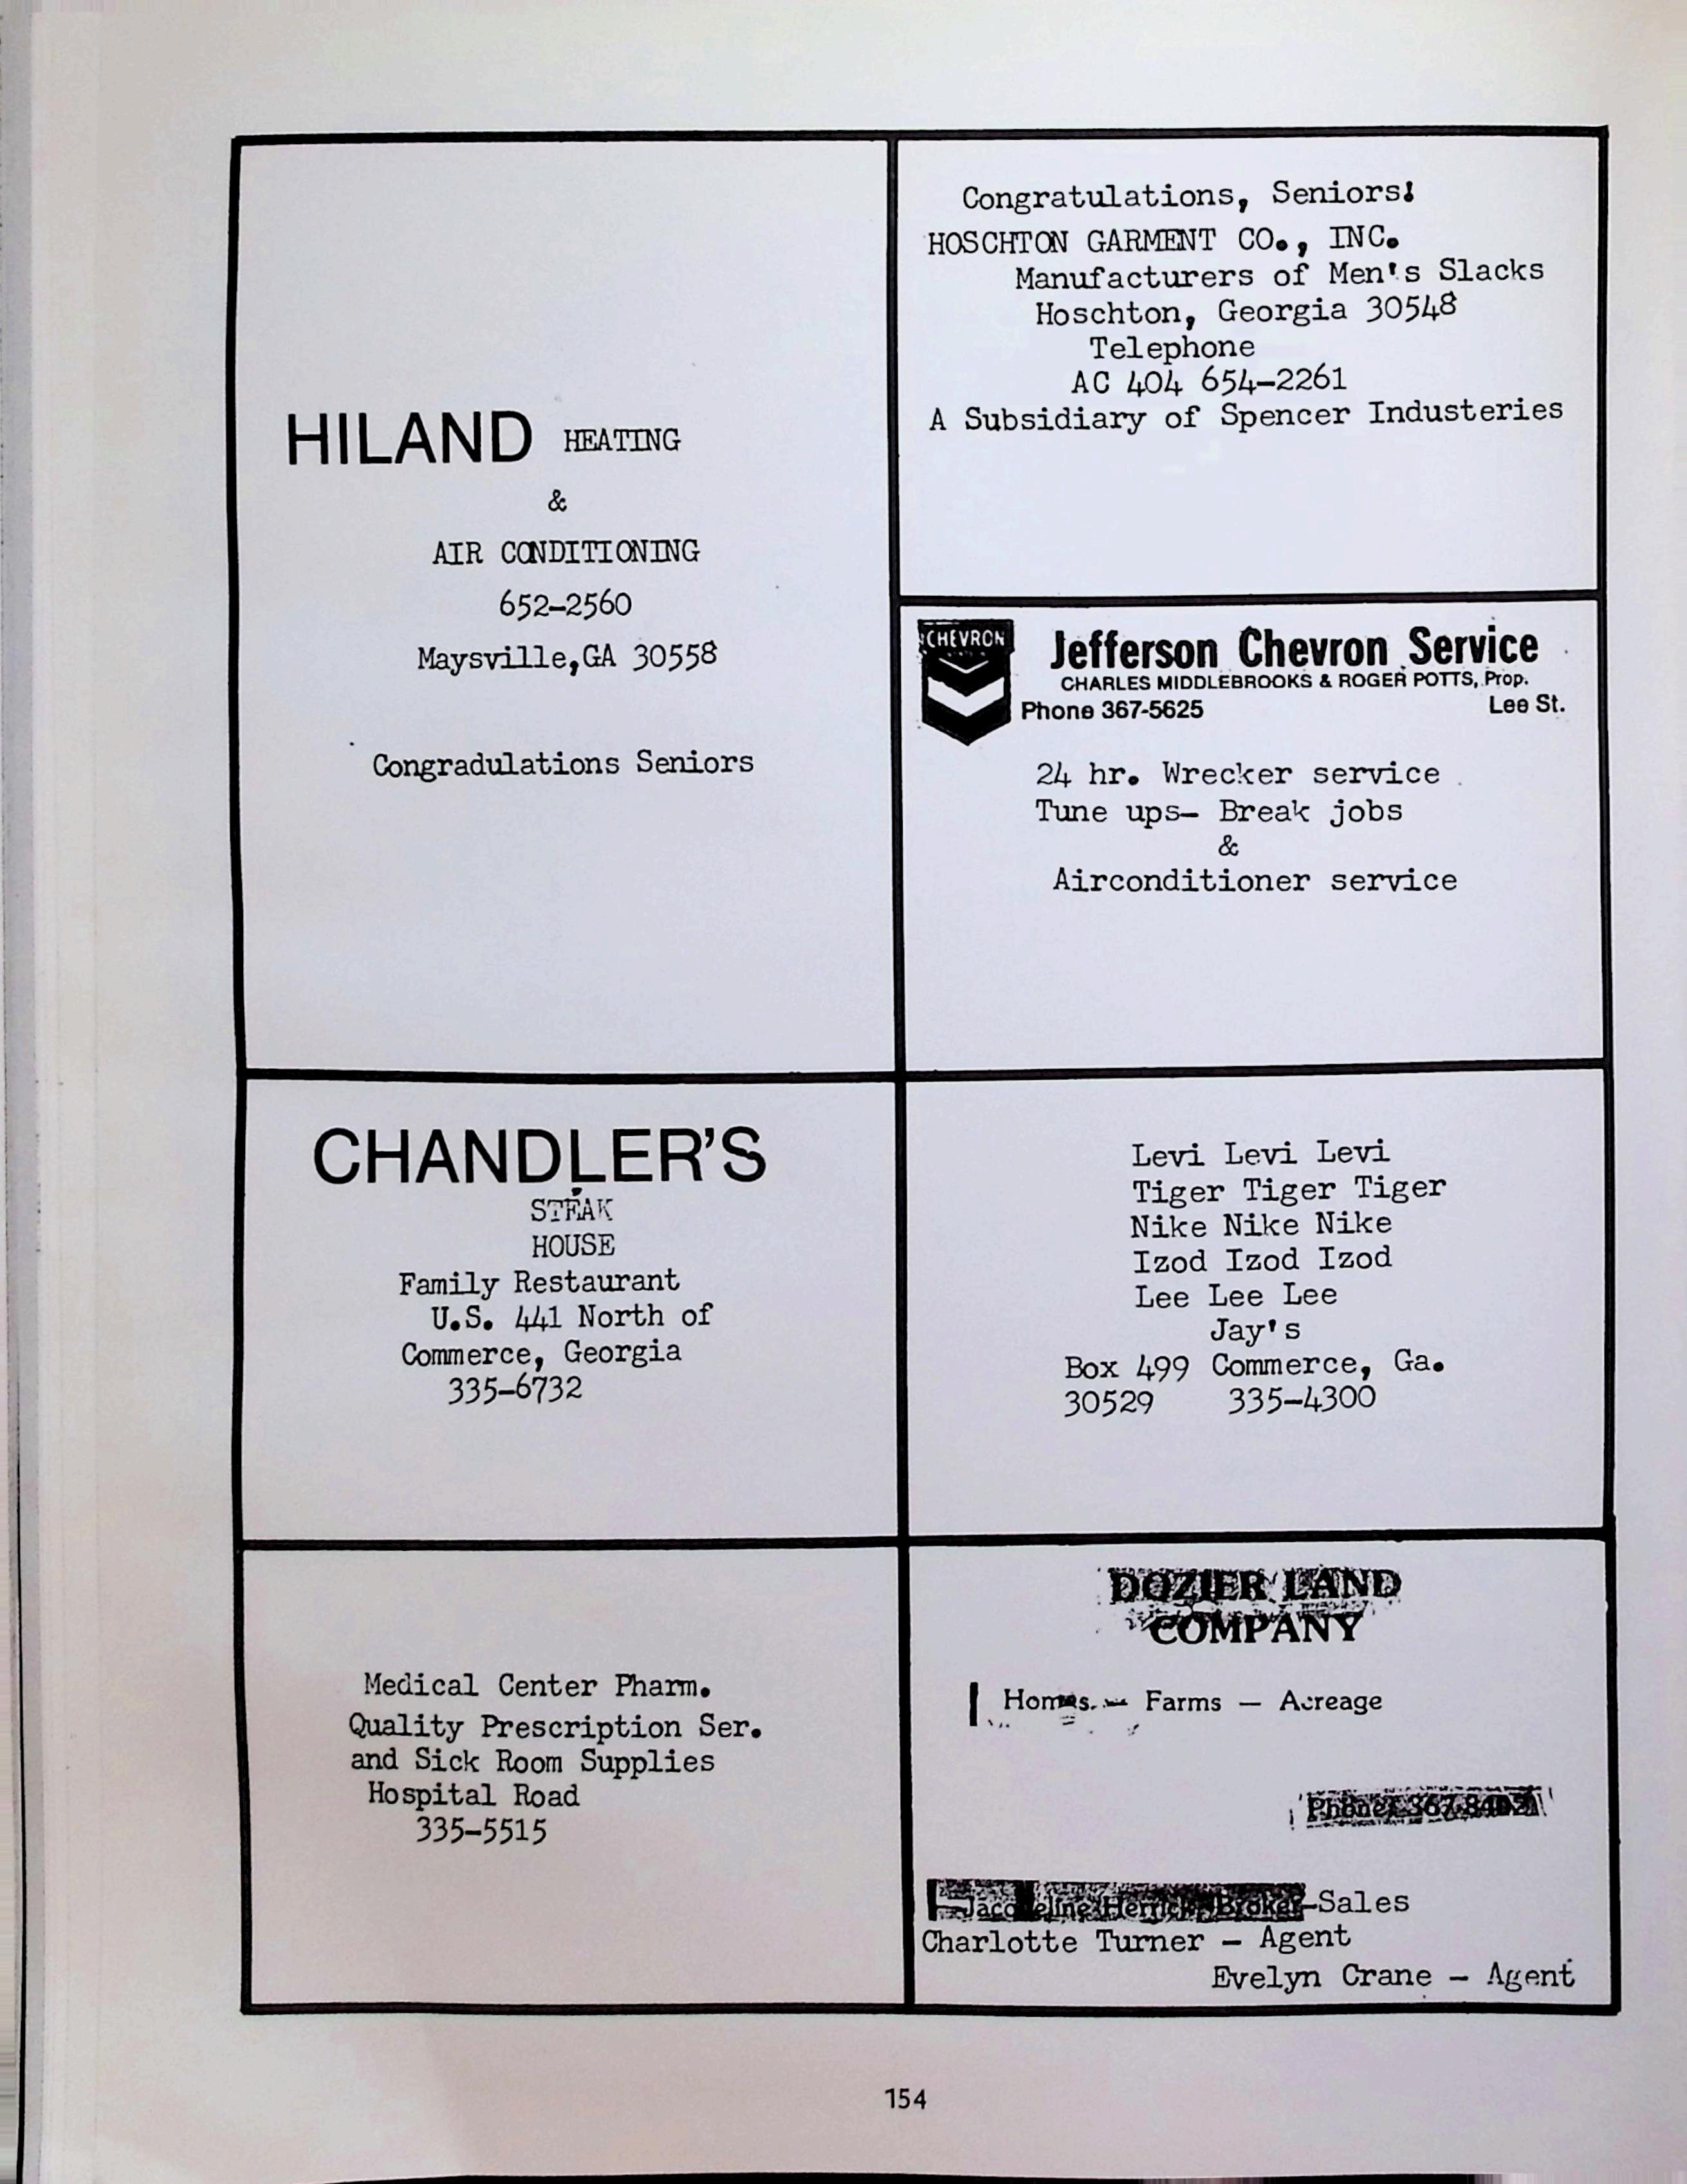 HILAND HEATING
&
AIR CONDITIONING
652-2560
Maysville,GA 30558
Congradulations Seniors
Congratulations, Seniors!
HOSCHTON GARMENT CO., INC.
Manufacturers of Men's Slacks
Hoschton, Georgia 30548
Telephone
AC 404 654-2261
A Subsidiary of Spencer Industeries
CHEVRON
Jefferson Chevron Service
CHARLES MIDDLEBROOKS & ROGER POTTS, Prop.
Phone 367-5625 Lee St.
24 hr. Wrecker service
Tune ups- Break jobs
&
Airconditioner service
CHANDLER'S
STEAK
HOUSE
Family Restaurant
U.S. 441 North of
Commerce, Georgia
335-6732
Levi Levi Levi
Tiger Tiger Tiger
Nike Nike Nike
Izod Izod Izod
Lee Lee Lee
Jay's
Box 499 Commerce, Ga.
30529 335-4300
Medical Center Pharm.
Quality Prescription Ser.
and Sick Room Supplies
Hospital Road
335-5515
DOZIER LAND
COMPANY
Homes - Farms - Acreage
Phone
Jacqueline Herrick, Broker-Sales
Charlotte Turner - Agent
Evelyn Crane - Agent
154